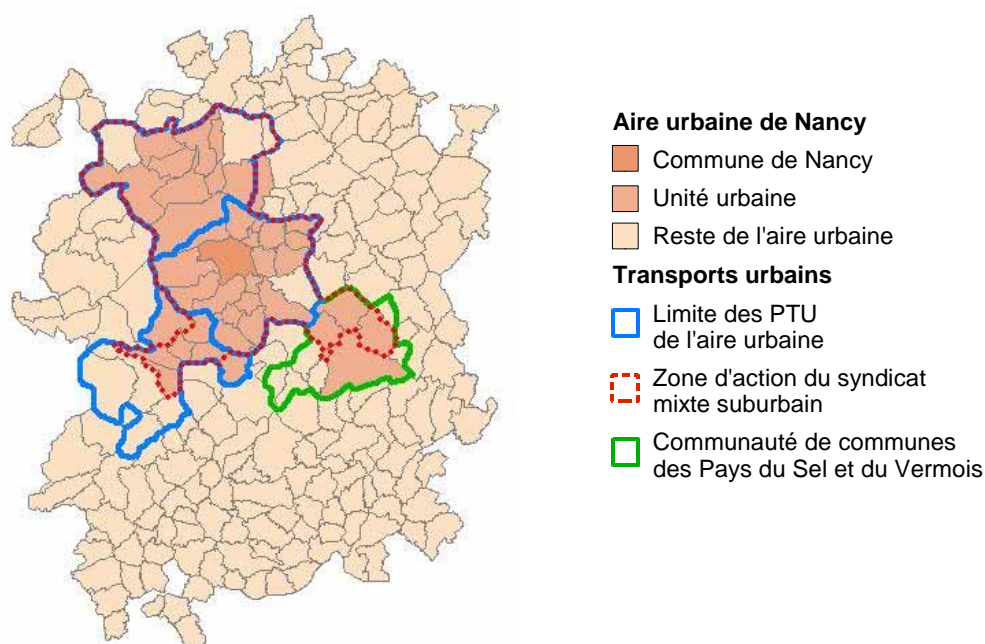 Aire urbaine de Nancy
Commune de Nancy
Unité urbaine
Reste de l'aire urbaine
Transports urbains
Limite des PTU
de l'aire urbaine
Zone d'action du syndicat
mixte suburbain
Communauté de communes
des Pays du Sel et du Vermois